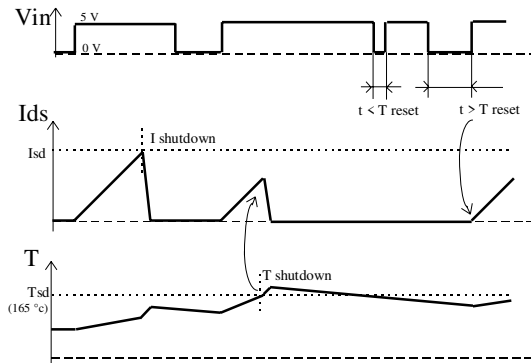 Vin
5 V
0 V
t < T reset
t > T reset
Ids
I shutdown
Isd
T
T shutdown
Tsd
(165 °c)